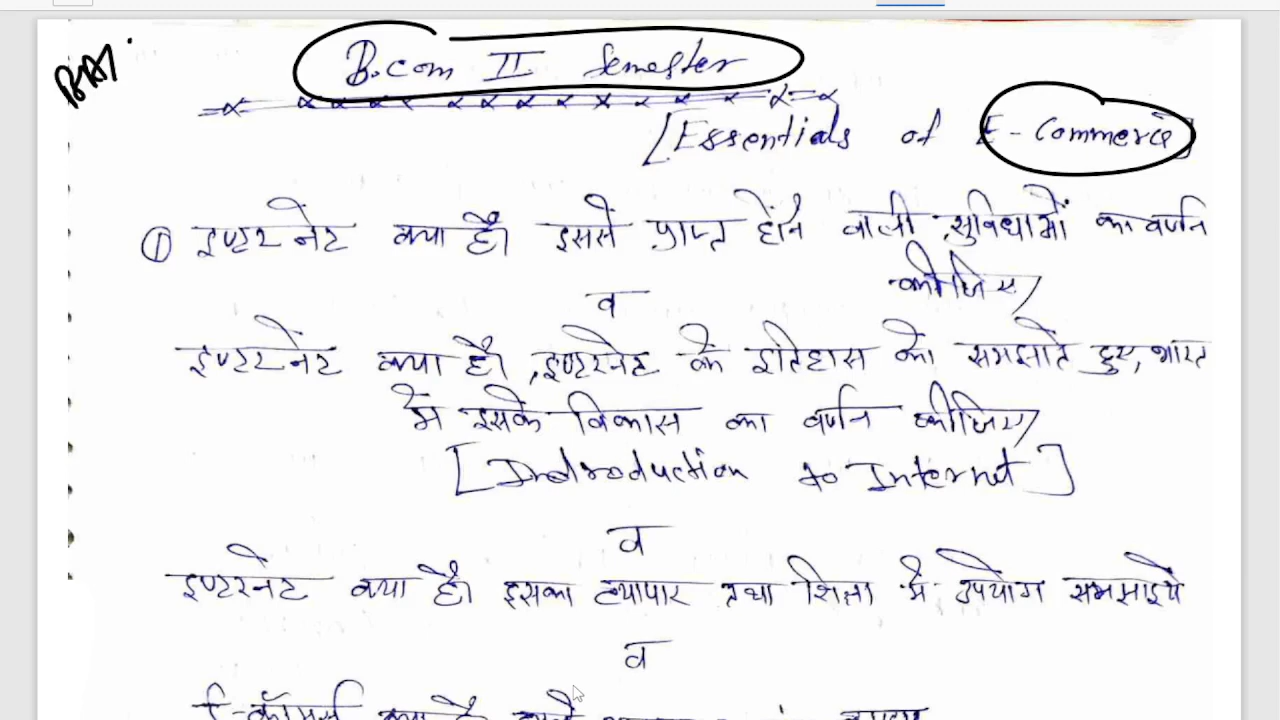 B.com II Semester
[Essentials of E-Commerce]
① इण्टरनेट क्या है। इससे प्राप्त होने वाली सुविधाओं का वर्णन
कीजिए/
व
इण्टरनेट क्या है। इण्टरनेट के इतिहास को समझाते हुए, भारत
में इसके विकास का वर्णन कीजिए/
[Introduction to Internet]
व
इण्टरनेट क्या है। इसका व्यापार तथा शिक्षा में उपयोग समझाइये
व
E-कॉमर्स क्या है